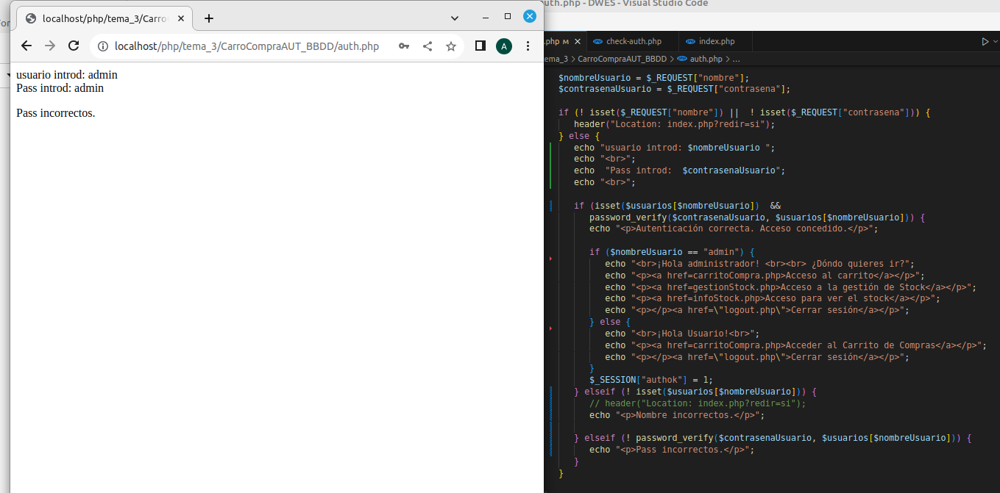 localhost/php/tema_3/Carro
localhost/php/tema_3/CarroCompraAUT_BBDD/auth.php
A
usuario introd: admin
Pass introd: admin
Pass incorrectos.
auth.php - DWES - Visual Studio Code
.php M
check-auth.php
index.php
ema_3 > CarroCompraAUT_BBDD > auth.php > ...
$nombreUsuario = $_REQUEST["nombre"];
$contrasenaUsuario = $_REQUEST["contrasena"];
if (! isset($_REQUEST["nombre"]) || ! isset($_REQUEST["contrasena"])) {
header("Location: index.php?redir=si");
} else {
echo "usuario introd: $nombreUsuario ";
echo "<br>";
echo "Pass introd: $contrasenaUsuario";
echo "<br>";
if (isset($usuarios[$nombreUsuario]) &&
password_verify($contrasenaUsuario, $usuarios[$nombreUsuario])) {
echo "<p>Autenticación correcta. Acceso concedido.</p>";
if ($nombreUsuario == "admin") {
echo "<br>¡Hola administrador! <br><br> ¿Dóndo quieres ir?";
echo "<p><a href=carritoCompra.php>Acceso al carrito</a></p>";
echo "<p><a href=gestionStock.php>Acceso a la gestión de Stock</a></p>";
echo "<p><a href=infoStock.php>Acceso para ver el stock</a></p>";
echo "<p></p><a href=\"logout.php\">Cerrar sesión</a></p>";
} else {
echo "<br>¡Hola Usuario!<br>";
echo "<p><a href=carritoCompra.php>Acceder al Carrito de Compras</a></p>";
echo "<p></p><a href=\"logout.php\">Cerrar sesión</a></p>";
}
$_SESSION["authok"] = 1;
} elseif (! isset($usuarios[$nombreUsuario])) {
// header("Location: index.php?redir=si");
echo "<p>Nombre incorrectos.</p>";
} elseif (! password_verify($contrasenaUsuario, $usuarios[$nombreUsuario])) {
echo "<p>Pass incorrectos.</p>";
}
}